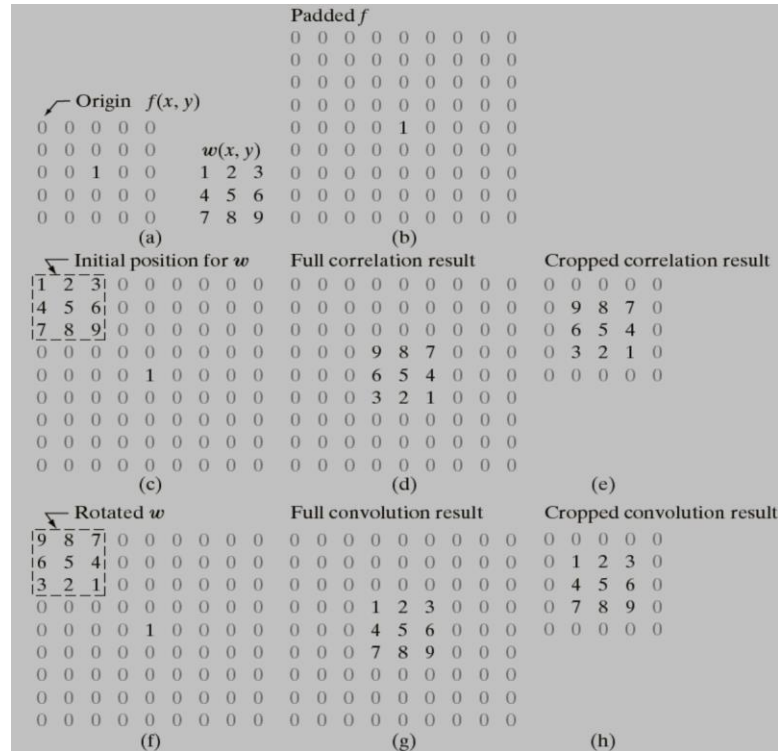 Padded f
0 0 0 0 0 0 0 0 0
0 0 0 0 0 0 0 0 0
0 0 0 0 0 0 0 0 0
Origin f(x, y)
0 0 0 0 0 0 0 0 0
0 0 0 0 0
0 0 0 0 1 0 0 0 0
0 0 0 0 0
w(x, y)
0 0 0 0 0 0 0 0 0
0 0 1 0 0
1 2 3
0 0 0 0 0 0 0 0 0
0 0 0 0 0
4 5 6
0 0 0 0 0 0 0 0 0
0 0 0 0 0
7 8 9
0 0 0 0 0 0 0 0 0
(a)
(b)
Initial position for w
1 2 3 0 0 0 0 0 0
4 5 6 0 0 0 0 0 0
7 8 9 0 0 0 0 0 0
0 0 0 0 0 0 0 0 0
0 0 0 0 1 0 0 0 0
0 0 0 0 0 0 0 0 0
0 0 0 0 0 0 0 0 0
0 0 0 0 0 0 0 0 0
0 0 0 0 0 0 0 0 0
(c)
Full correlation result
0 0 0 0 0 0 0 0 0
0 0 0 0 0 0 0 0 0
0 0 0 0 0 0 0 0 0
0 0 0 9 8 7 0 0 0
0 0 0 6 5 4 0 0 0
0 0 0 3 2 1 0 0 0
0 0 0 0 0 0 0 0 0
0 0 0 0 0 0 0 0 0
0 0 0 0 0 0 0 0 0
(d)
Cropped correlation result
0 0 0 0 0
0 9 8 7 0
0 6 5 4 0
0 3 2 1 0
0 0 0 0 0
(e)
Rotated w
9 8 7 0 0 0 0 0 0
6 5 4 0 0 0 0 0 0
3 2 1 0 0 0 0 0 0
0 0 0 0 0 0 0 0 0
0 0 0 0 1 0 0 0 0
0 0 0 0 0 0 0 0 0
0 0 0 0 0 0 0 0 0
0 0 0 0 0 0 0 0 0
0 0 0 0 0 0 0 0 0
(f)
Full convolution result
0 0 0 0 0 0 0 0 0
0 0 0 0 0 0 0 0 0
0 0 0 0 0 0 0 0 0
0 0 0 1 2 3 0 0 0
0 0 0 4 5 6 0 0 0
0 0 0 7 8 9 0 0 0
0 0 0 0 0 0 0 0 0
0 0 0 0 0 0 0 0 0
0 0 0 0 0 0 0 0 0
(g)
Cropped convolution result
0 0 0 0 0
0 1 2 3 0
0 4 5 6 0
0 7 8 9 0
0 0 0 0 0
(h)